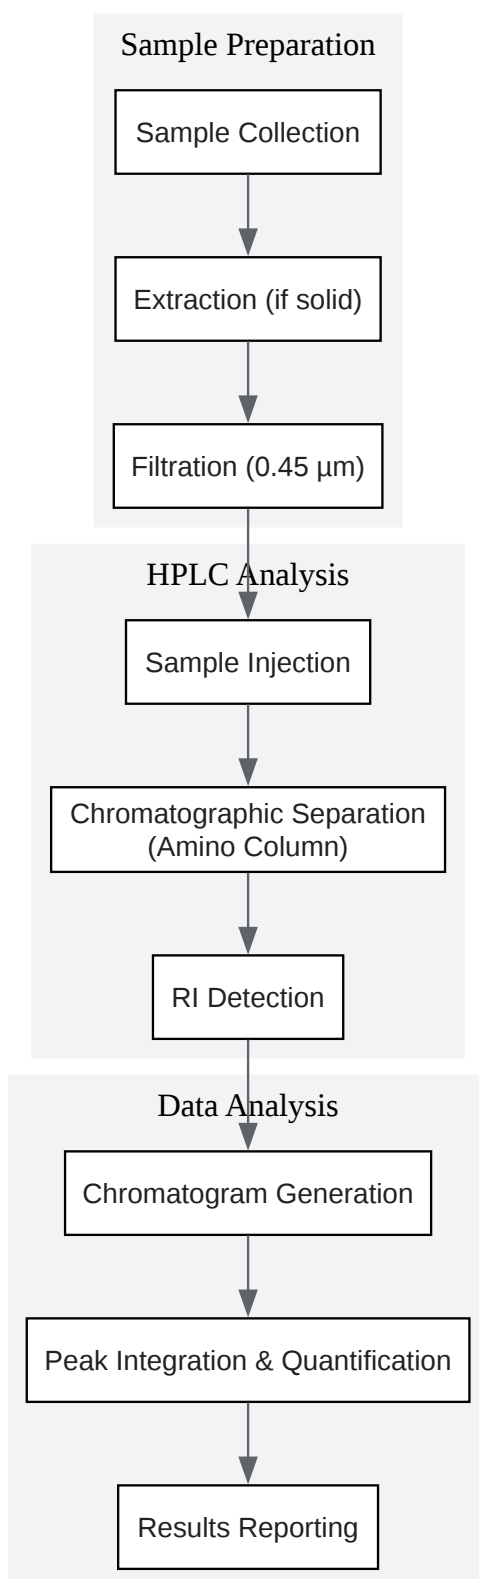 Sample Preparation
Sample Collection
Extraction (if solid)
Filtration (0.45 µm)
HPLC Analysis
Sample Injection
Chromatographic Separation
(Amino Column)
RI Detection
Data Analysis
Chromatogram Generation
Peak Integration & Quantification
Results Reporting